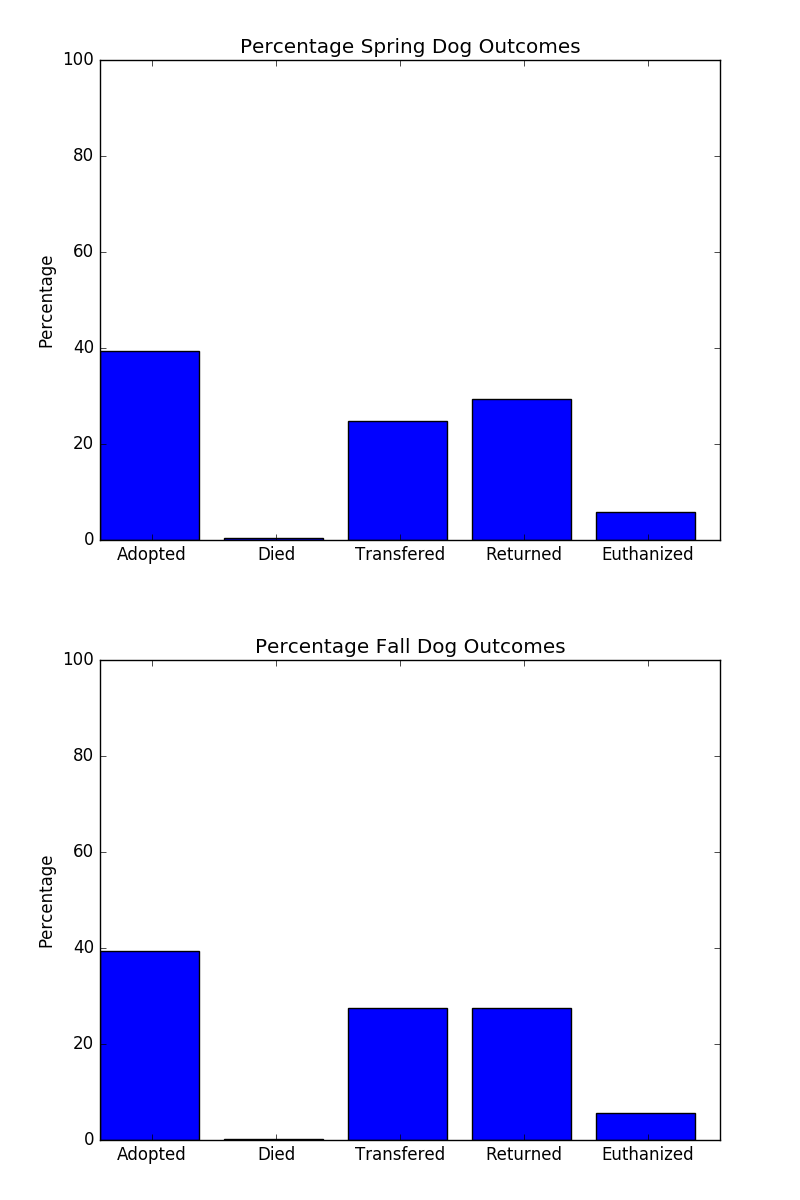 Percentage Spring Dog Outcomes
100
80
60
40
20
0
Percentage
Adopted Died Transfered Returned Euthanized
Percentage Fall Dog Outcomes
100
80
60
40
20
0
Percentage
Adopted Died Transfered Returned Euthanized